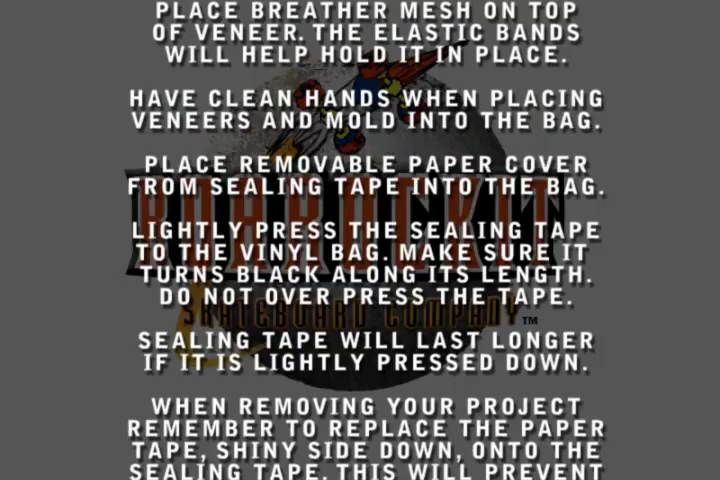 PLACE BREATHER MESH ON TOP
OF VENEER. THE ELASTIC BANDS
WILL HELP HOLD IT IN PLACE.
HAVE CLEAN HANDS WHEN PLACING
VENEERS AND MOLD INTO THE BAG.
PLACE REMOVABLE PAPER COVER
FROM SEALING TAPE INTO THE BAG.
ROAROCKIT
LIGHTLY PRESS THE SEALING TAPE
TO THE VINYL BAG. MAKE SURE IT
TURNS BLACK ALONG ITS LENGTH.
DO NOT OVER PRESS THE TAPE.
SKATEBOARD COMPANY™
SEALING TAPE WILL LAST LONGER
IF IT IS LIGHTLY PRESSED DOWN.
WHEN REMOVING YOUR PROJECT
REMEMBER TO REPLACE THE PAPER
TAPE, SHINY SIDE DOWN, ONTO THE
SEALING TAPE. THIS WILL PREVENT